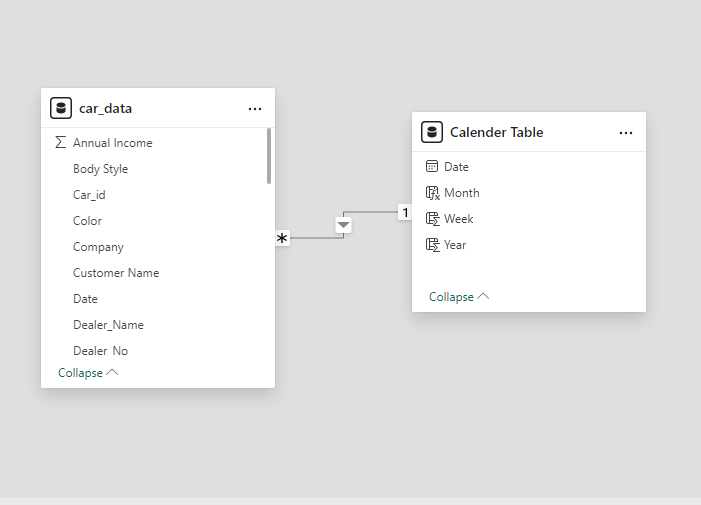 car_data
Annual Income
Body Style
Car_id
Color
Company
Customer Name
Date
Dealer_Name
Dealer_No
Collapse
*
1
Calender Table
Date
Month
Week
Year
Collapse